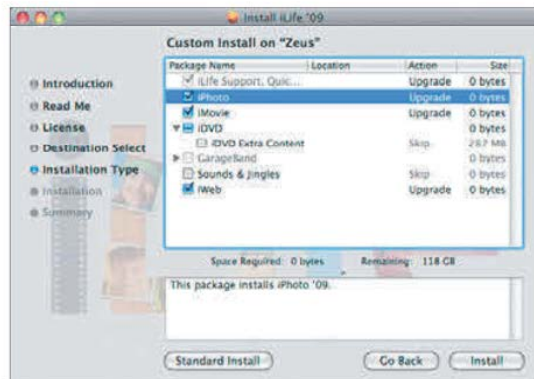 Install iLife '09
Custom Install on "Zeus"
Introduction
Read Me
License
Destination Select
Installation Type
Installation
Summary
Package Name Location Action Size
iLife Support, Quic... Upgrade 0 bytes
iPhoto Upgrade 0 bytes
iMovie Upgrade 0 bytes
iDVD 0 bytes
iDVD Extra Content Skip MB
GarageBand 0 bytes
Sounds & Jingles Skip 0 bytes
iWeb Upgrade 0 bytes
Space Required: 0 bytes Remaining: 118 GB
This package installs iPhoto '09.
Standard Install Go Back Install